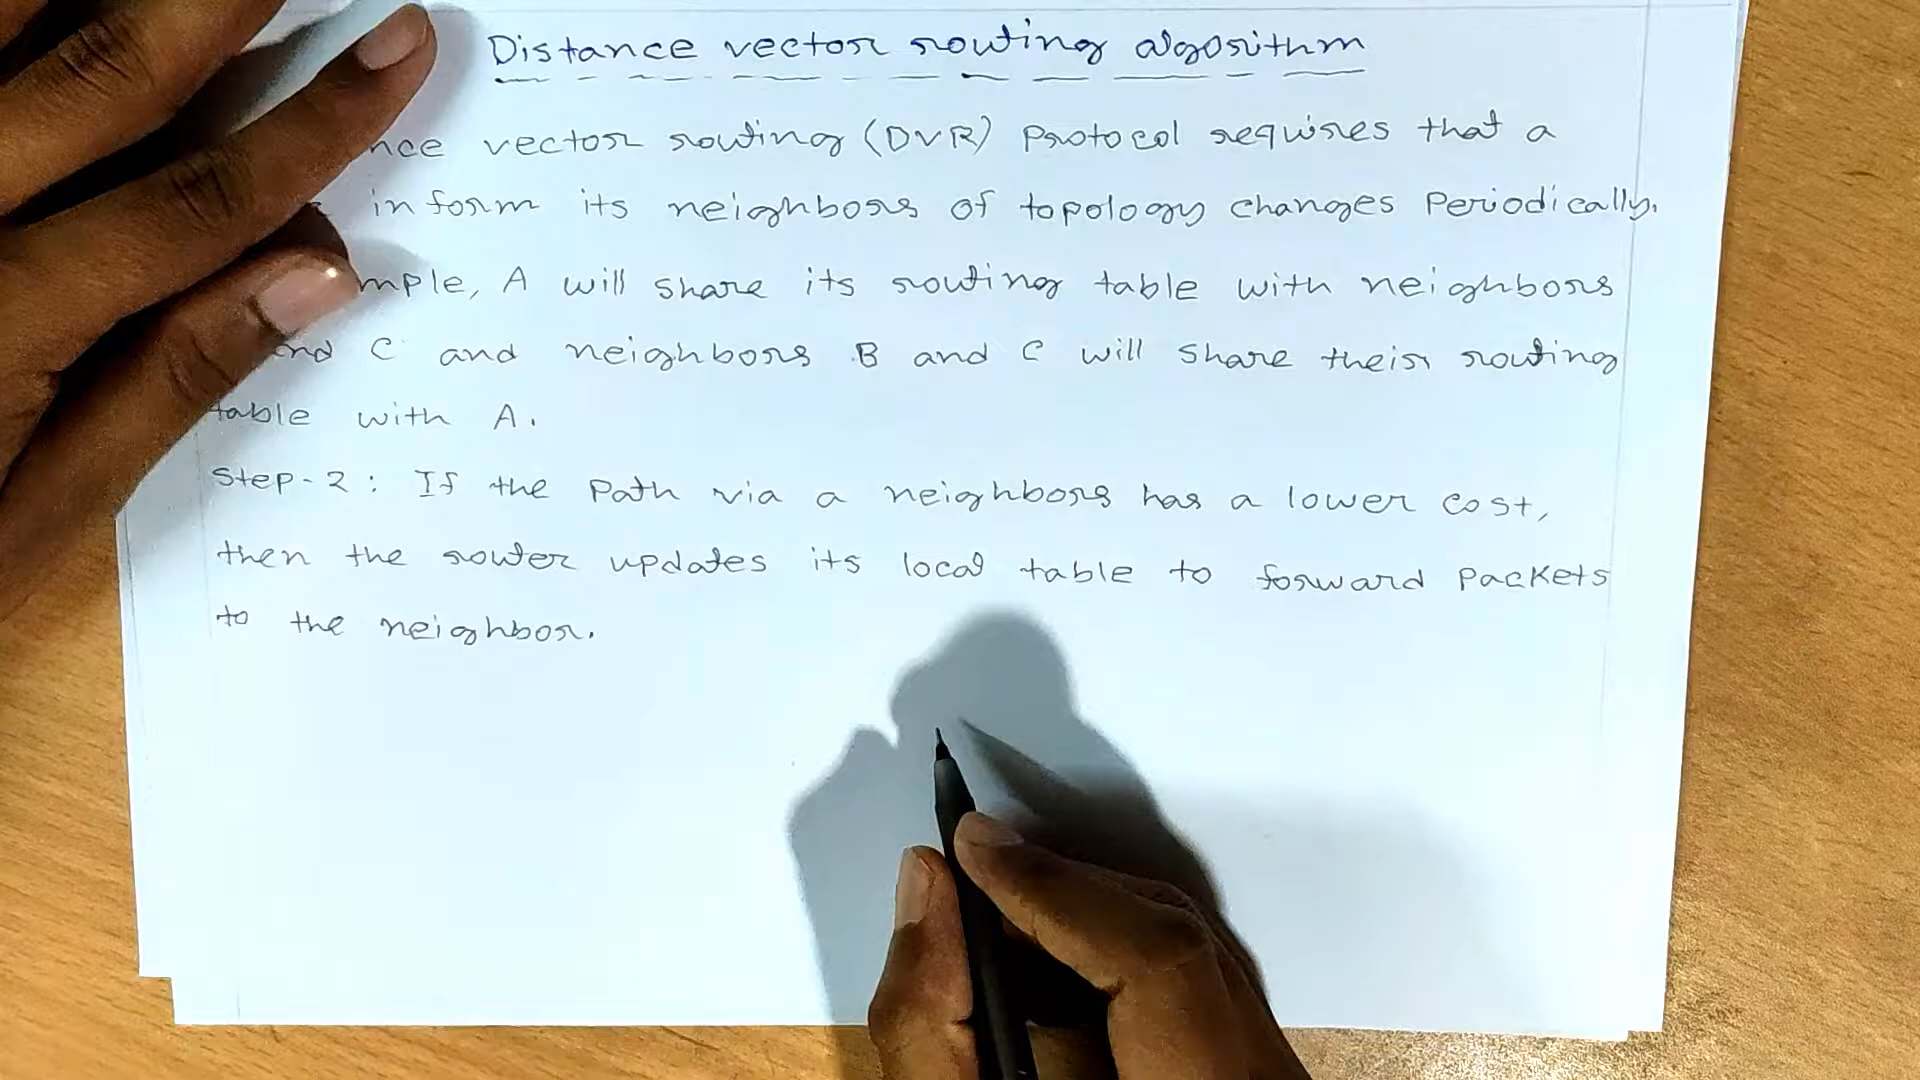 Distance vector routing algorithm
vector routing (DVR) Protocol requires that a
inform its neighbors of topology changes Periodically.
A will share its routing table with neighbors
C and neighbors B and C will share their routing
table with A.
Step-2: If the Path via a neighbors has a lower cost,
then the router updates its local table to forward Packets
to the neighbor.